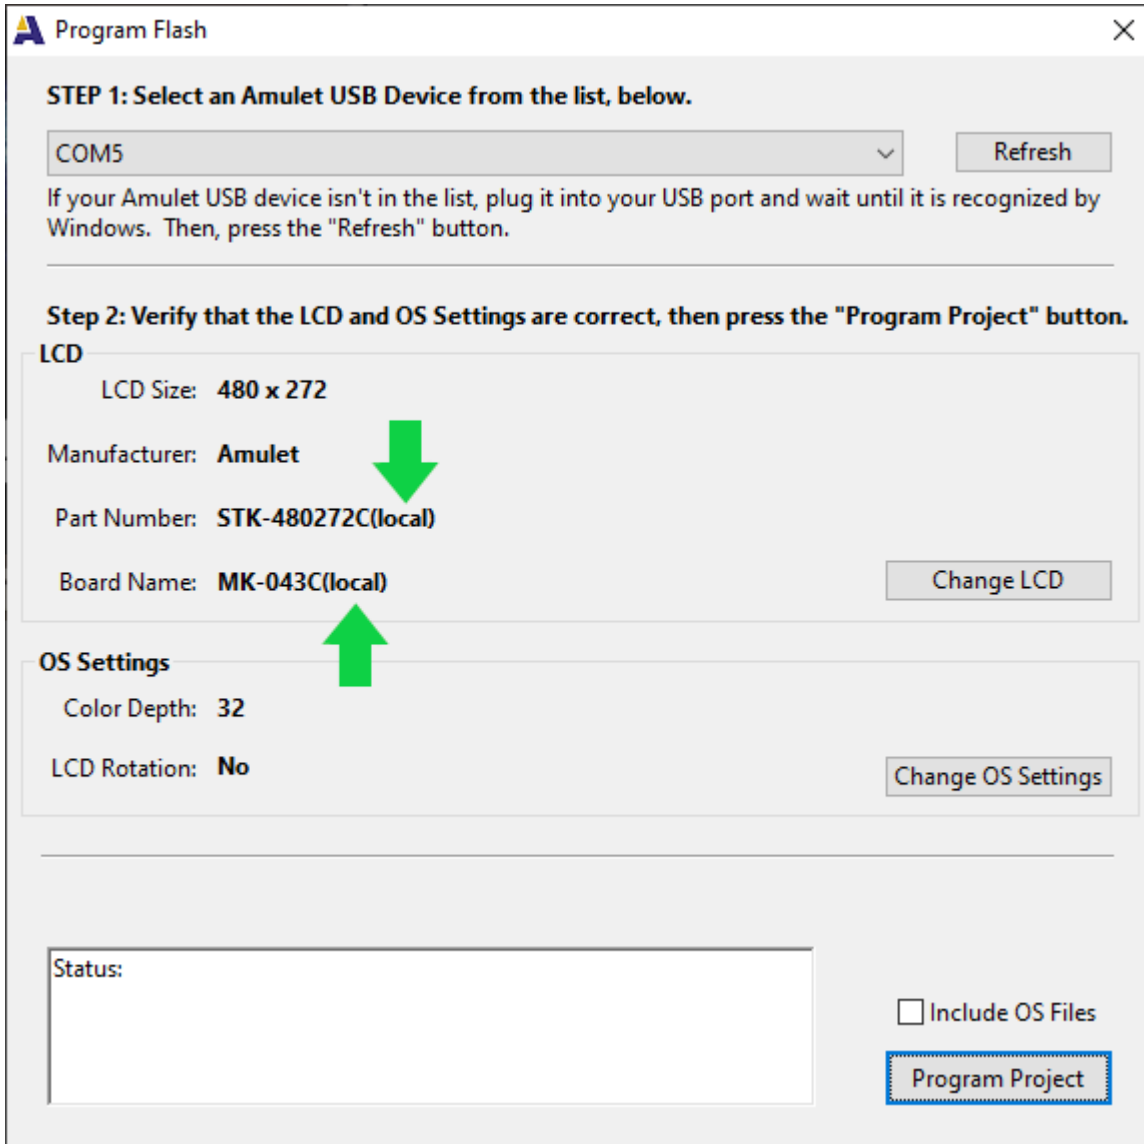 Program Flash
STEP 1: Select an Amulet USB Device from the list, below.
COM5
Refresh
If your Amulet USB device isn't in the list, plug it into your USB port and wait until it is recognized by
Windows.  Then, press the "Refresh" button.
Step 2: Verify that the LCD and OS Settings are correct, then press the "Program Project" button.
LCD
LCD Size: 480 x 272
Manufacturer: Amulet
Part Number: STK-480272C(local)
Board Name: MK-043C(local)
Change LCD
OS Settings
Color Depth: 32
LCD Rotation: No
Change OS Settings
Status:
Include OS Files
Program Project